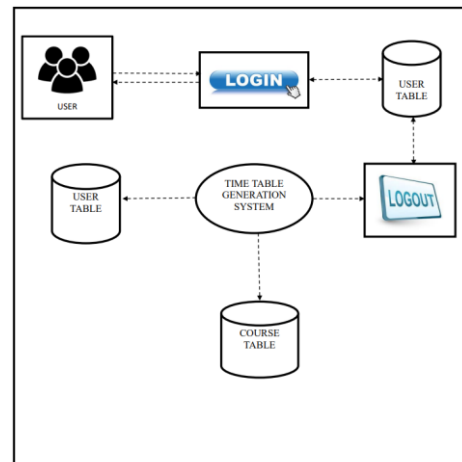 USER
LOGIN
USER
TABLE
USER
TABLE
TIME TABLE
GENERATION
SYSTEM
LOGOUT
COURSE
TABLE